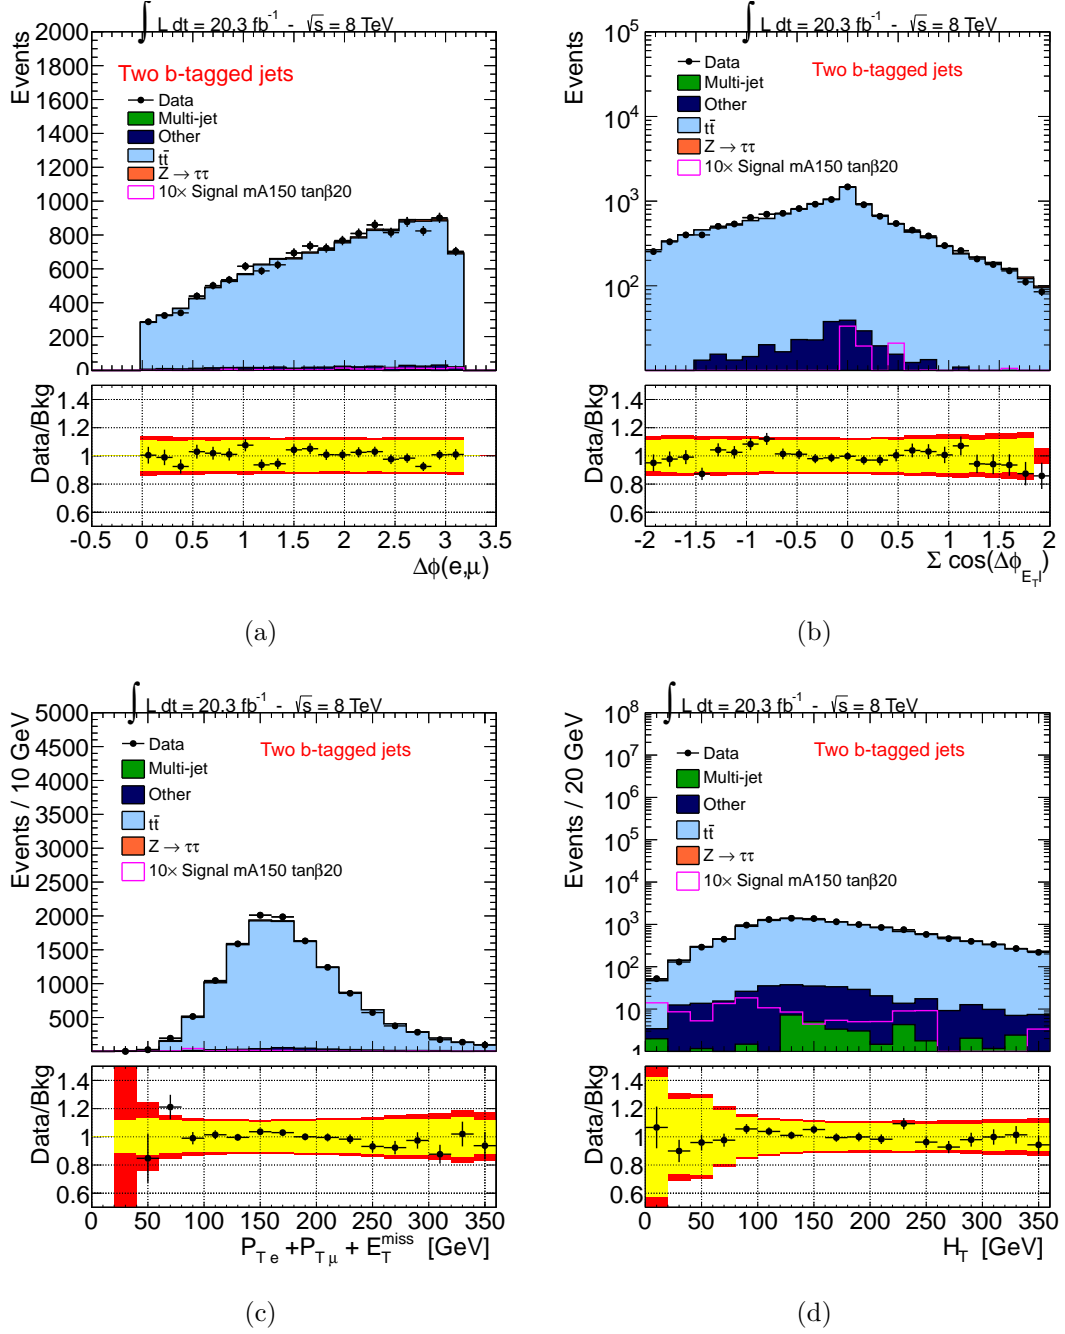 ∫ L dt = 20.3 fb⁻¹ - √s = 8 TeV
Events
2000
1800
1600
1400
1200
1000
800
600
400
200
0
Two b-tagged jets
Data
Multi-jet
Other
tt̄
Z → ττ
10× Signal mA150 tanβ20
Data/Bkg
1.4
1.2
1
0.8
0.6
-0.5 0 0.5 1 1.5 2 2.5 3 3.5
Δϕ(e,μ)
(a)
∫ L dt = 20.3 fb⁻¹ - √s = 8 TeV
Events
10⁵
10⁴
10³
10²
Two b-tagged jets
Data
Multi-jet
Other
tt̄
Z → ττ
10× Signal mA150 tanβ20
Data/Bkg
1.4
1.2
1
0.8
0.6
-2 -1.5 -1 -0.5 0 0.5 1 1.5 2
Σ cos(Δϕ_{E_T l})
(b)
∫ L dt = 20.3 fb⁻¹ - √s = 8 TeV
Events / 10 GeV
5000
4500
4000
3500
3000
2500
2000
1500
1000
500
Two b-tagged jets
Data
Multi-jet
Other
tt̄
Z → ττ
10× Signal mA150 tanβ20
Data/Bkg
1.4
1.2
1
0.8
0.6
0 50 100 150 200 250 300 350
P_{T e} + P_{T μ} + E_T^{miss} [GeV]
(c)
∫ L dt = 20.3 fb⁻¹ - √s = 8 TeV
Events / 20 GeV
10⁸
10⁷
10⁶
10⁵
10⁴
10³
10²
10
1
Two b-tagged jets
Data
Multi-jet
Other
tt̄
Z → ττ
10× Signal mA150 tanβ20
Data/Bkg
1.4
1.2
1
0.8
0.6
0 50 100 150 200 250 300 350
H_T [GeV]
(d)